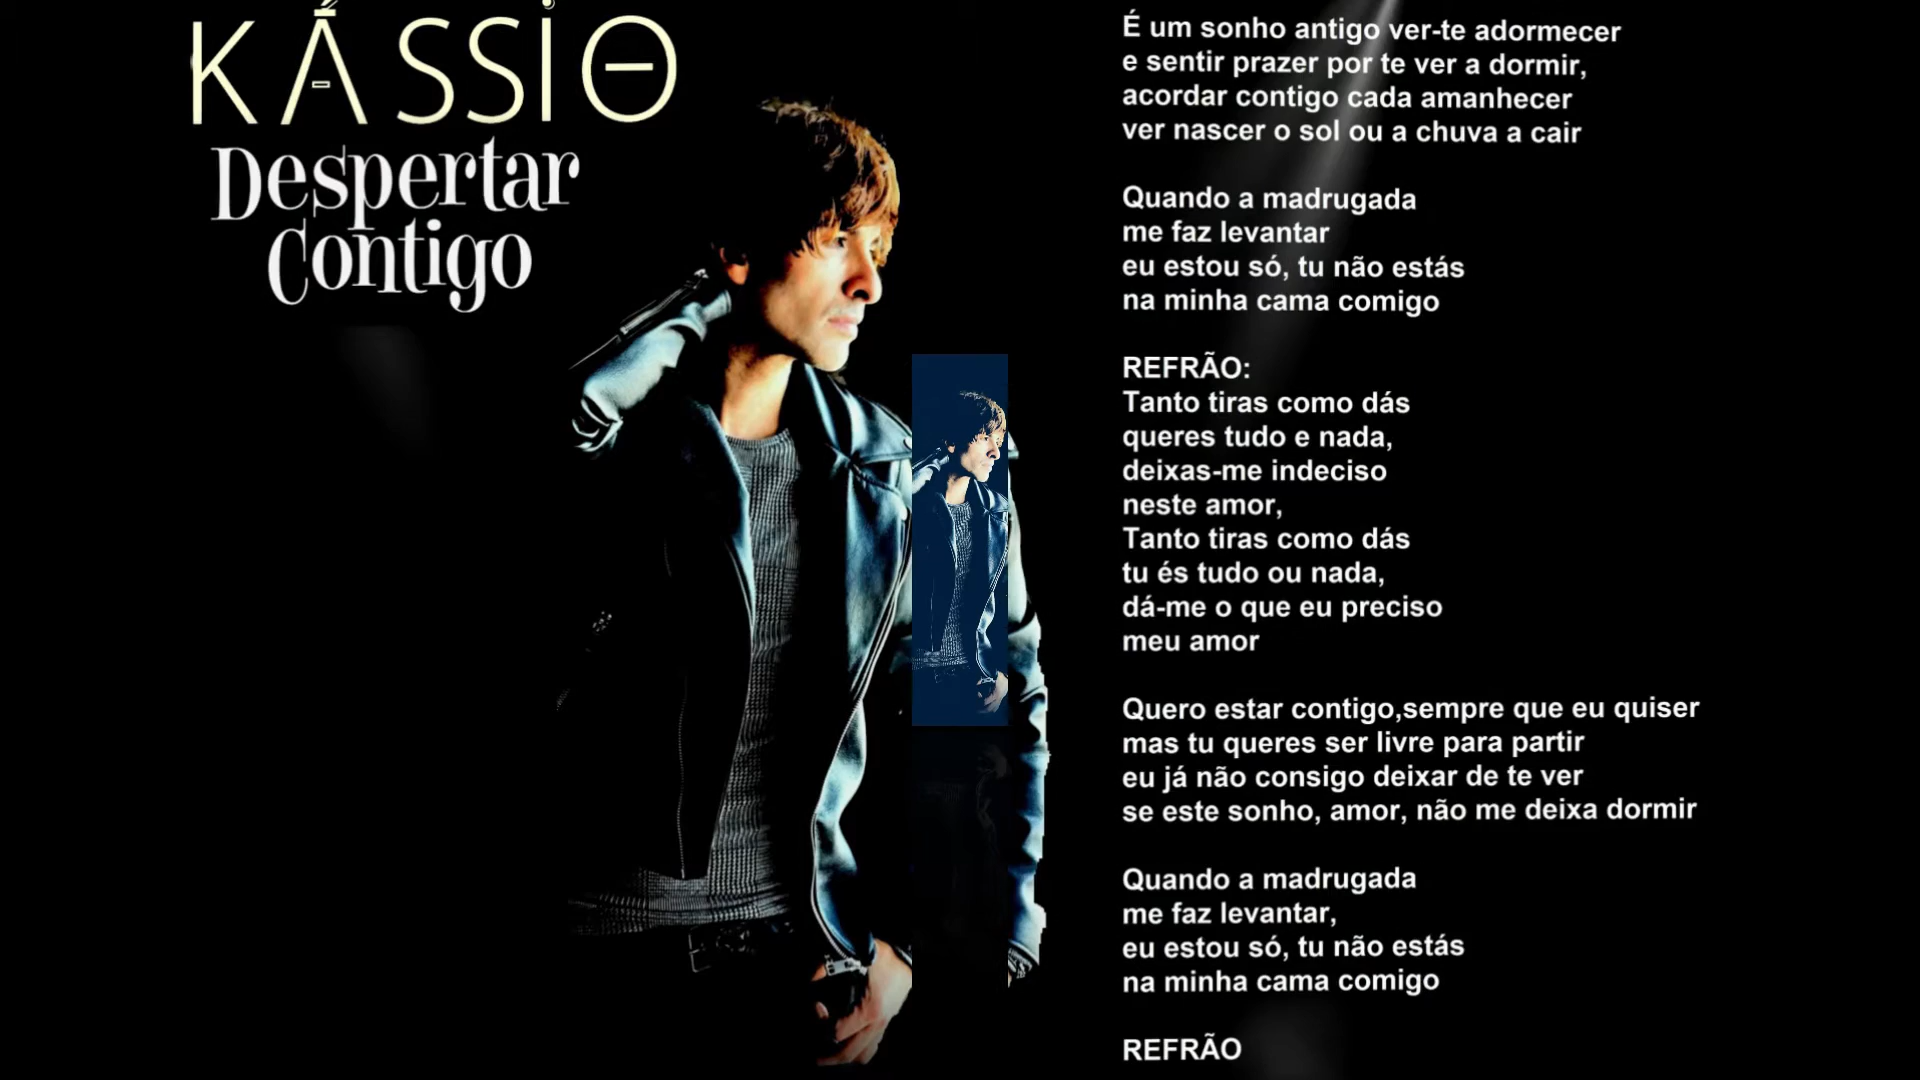 KÁSSIO
Despertar
Contigo
É um sonho antigo ver-te adormecer
e sentir prazer por te ver a dormir,
acordar contigo cada amanhecer
ver nascer o sol ou a chuva a cair
Quando a madrugada
me faz levantar
eu estou só, tu não estás
na minha cama comigo
REFRÃO:
Tanto tiras como dás
queres tudo e nada,
deixas-me indeciso
neste amor,
Tanto tiras como dás
tu és tudo ou nada,
dá-me o que eu preciso
meu amor
Quero estar contigo,sempre que eu quiser
mas tu queres ser livre para partir
eu já não consigo deixar de te ver
se este sonho, amor, não me deixa dormir
Quando a madrugada
me faz levantar,
eu estou só, tu não estás
na minha cama comigo
REFRÃO